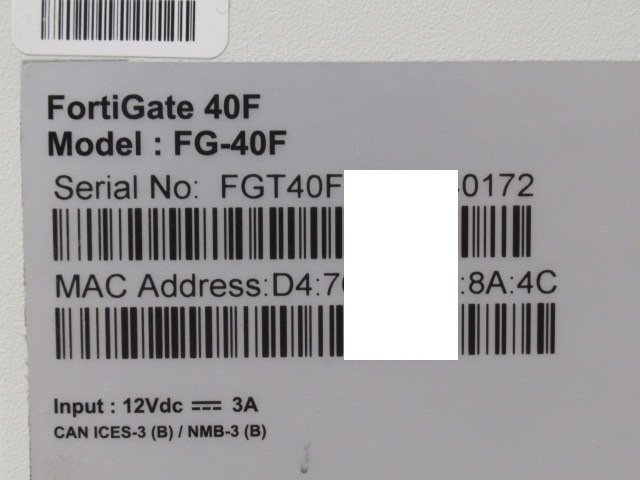 FortiGate 40F
Model : FG-40F
Serial No: FGT40F 0172
MAC Address:D4:7 :8A:4C
Input : 12Vdc ⎓ 3A
CAN ICES-3 (B) / NMB-3 (B)